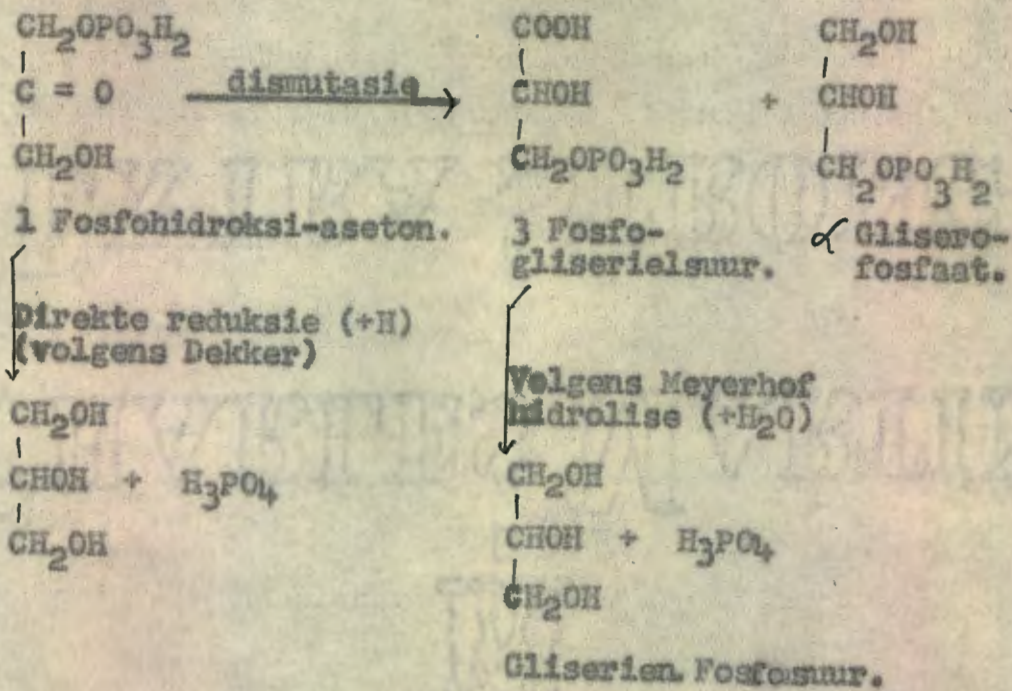 CH₂OPO₃H₂
C = O
CH₂OH
dismutasie
COOH
CHOH
CH₂OPO₃H₂
+
CH₂OH
CHOH
CH₂OPO₃H₂
1 Fosfohidroksi-aseton.
3 Fosfo-
gliserielsuur.
α Glisero-
fosfaat.
Direkte reduksie (+H)
(volgens Dekker)
CH₂OH
CHOH + H₃PO₄
CH₂OH
Volgens Meyerhof
hidrolise (+H₂O)
CH₂OH
CHOH + H₃PO₄
CH₂OH
Gliserien Fosfosuur.